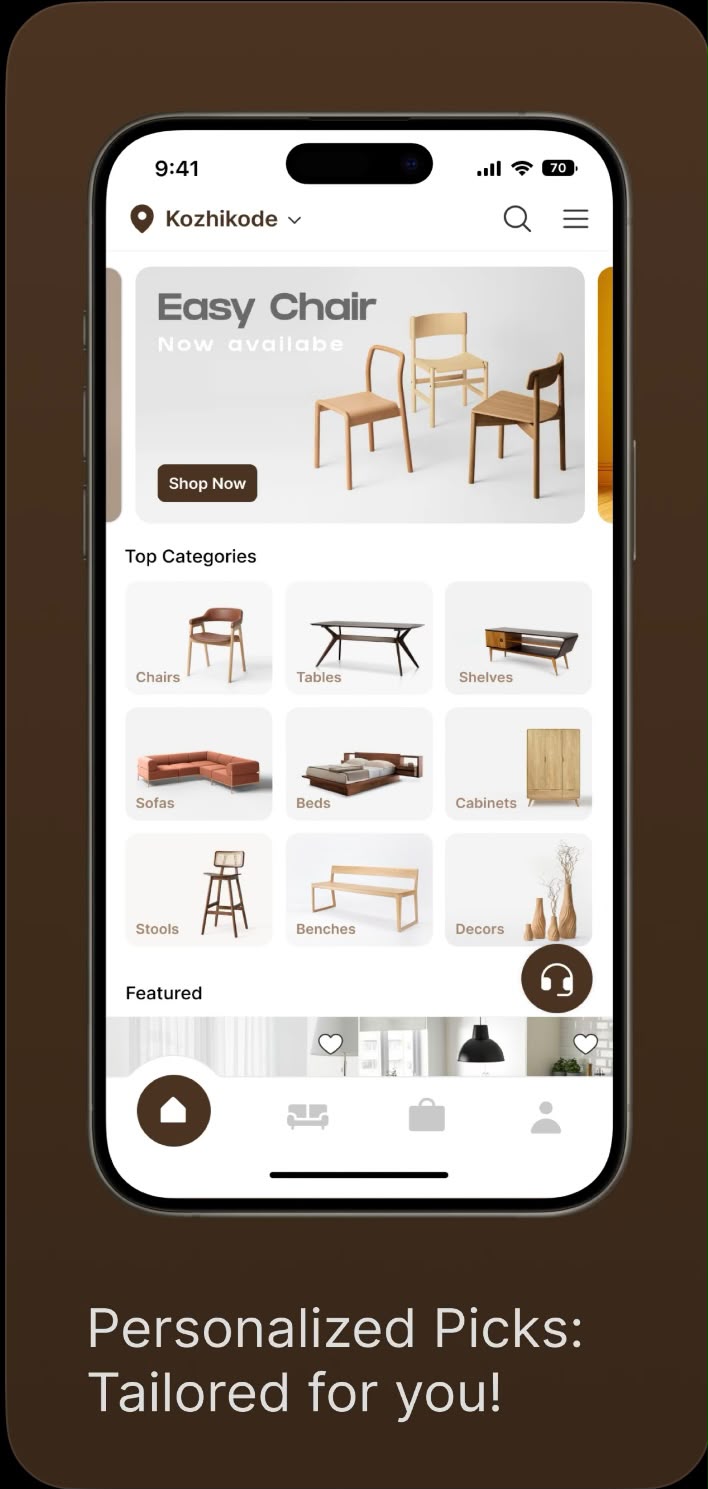 9:41
70
Kozhikode
Easy Chair
Now availabe
Shop Now
Top Categories
Chairs
Tables
Shelves
Sofas
Beds
Cabinets
Stools
Benches
Decors
Featured
Personalized Picks:
Tailored for you!